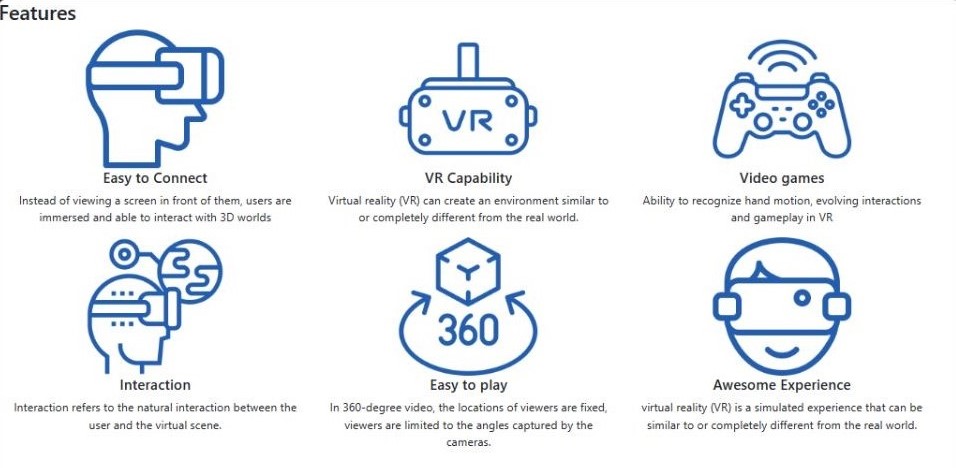 Features
VR
Easy to Connect
Instead of viewing a screen in front of them, users are
immersed and able to interact with 3D worlds
VR Capability
Virtual reality (VR) can create an environment similar to
or completely different from the real world.
Video games
Ability to recognize hand motion, evolving interactions
and gameplay in VR
360
Interaction
Interaction refers to the natural interaction between the
user and the virtual scene.
Easy to play
In 360-degree video, the locations of viewers are fixed,
viewers are limited to the angles captured by the
cameras.
Awesome Experience
virtual reality (VR) is a simulated experience that can be
similar to or completely different from the real world.